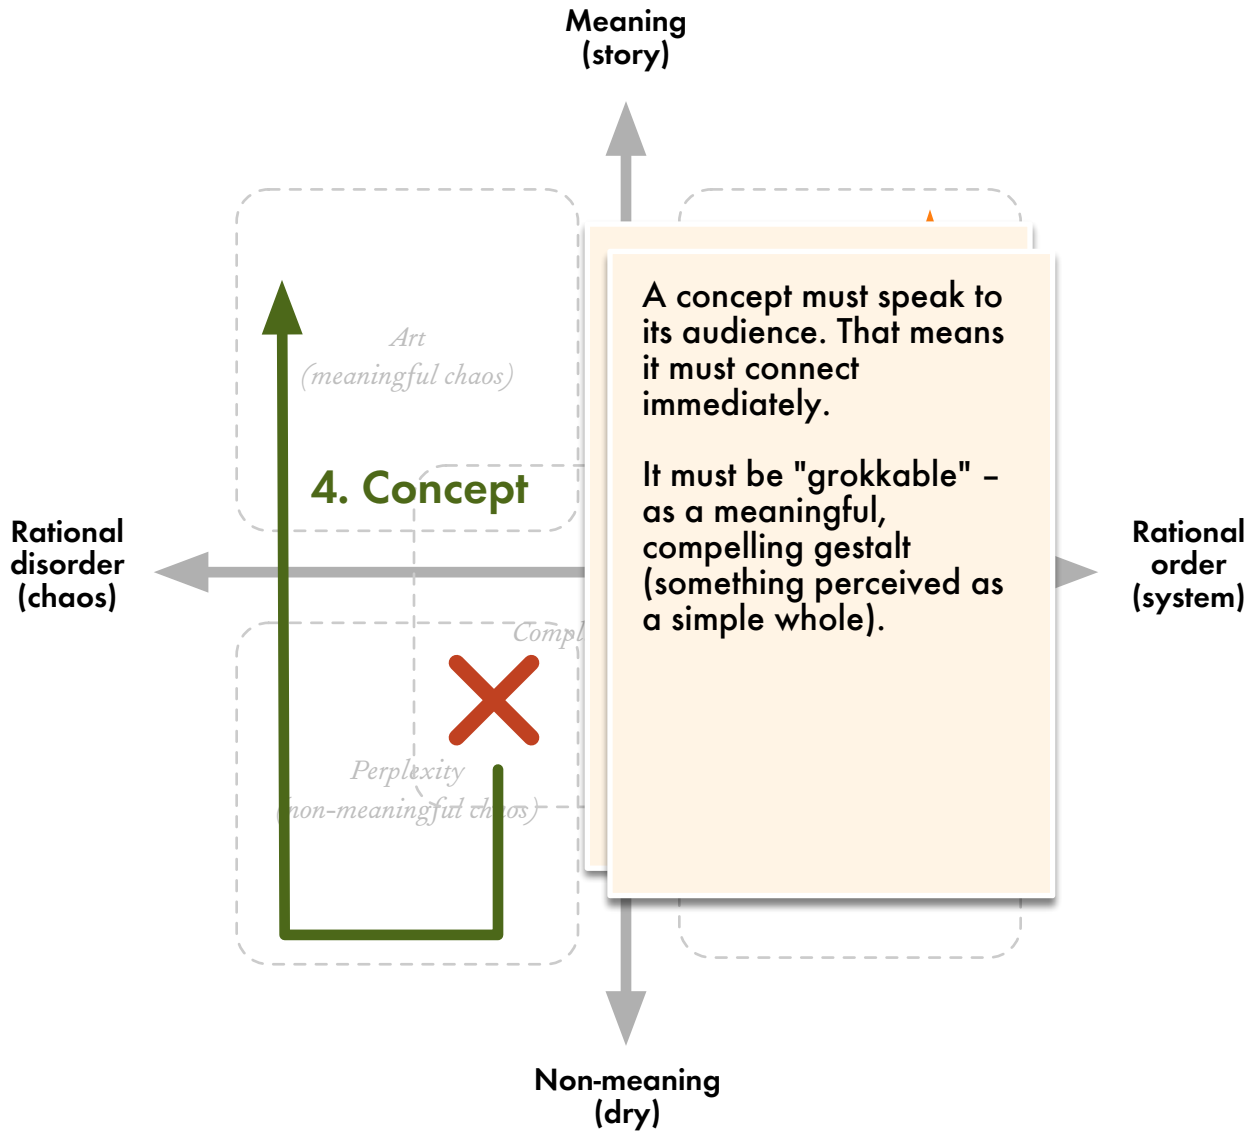 Meaning
(story)
Art
(meaningful chaos)
4. Concept
Rational
disorder
(chaos)
A concept must speak to
its audience. That means
it must connect
immediately.
It must be "grokkable" –
as a meaningful,
compelling gestalt
(something perceived as
a simple whole).
Rational
order
(system)
Perplexity
(non-meaningful chaos)
Non-meaning
(dry)